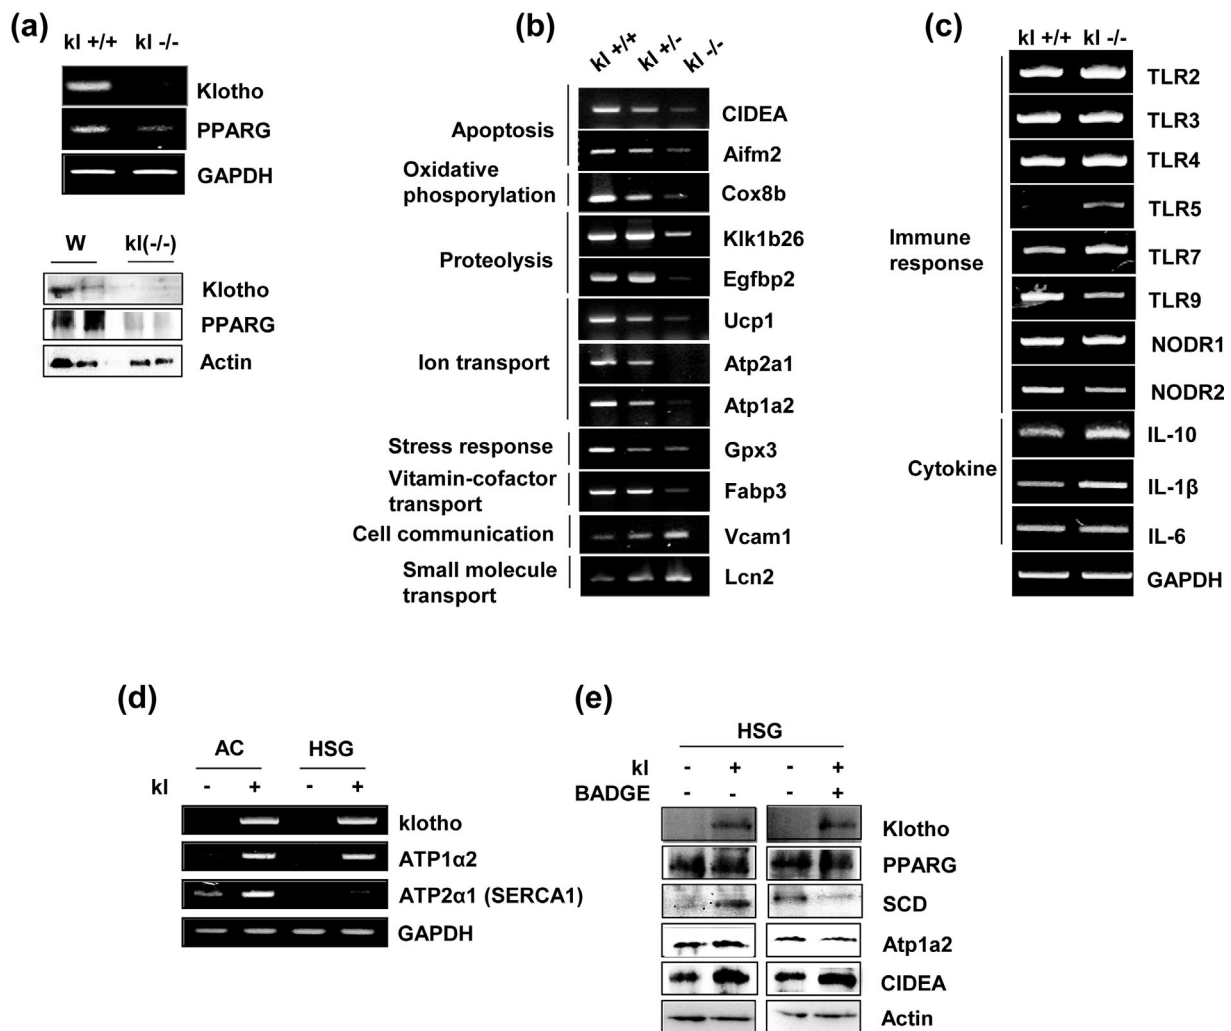 (a)
kl +/+ kl -/-
Klotho
PPARG
GAPDH
W kl(-/-)
Klotho
PPARG
Actin
(b)
kl +/+ kl +/- kl -/-
Apoptosis
CIDEA
Aifm2
Oxidative
phosporylation
Cox8b
Proteolysis
Klk1b26
Egfbp2
Ion transport
Ucp1
Atp2a1
Atp1a2
Stress response
Gpx3
Vitamin-cofactor
transport
Fabp3
Cell communication
Vcam1
Small molecule
transport
Lcn2
(c)
kl +/+ kl -/-
Immune
response
TLR2
TLR3
TLR4
TLR5
TLR7
TLR9
NODR1
NODR2
Cytokine
IL-10
IL-1β
IL-6
GAPDH
(d)
AC HSG
kl - + - +
klotho
ATP1α2
ATP2α1 (SERCA1)
GAPDH
(e)
HSG
kl - + - +
BADGE - - - +
Klotho
PPARG
SCD
Atp1a2
CIDEA
Actin